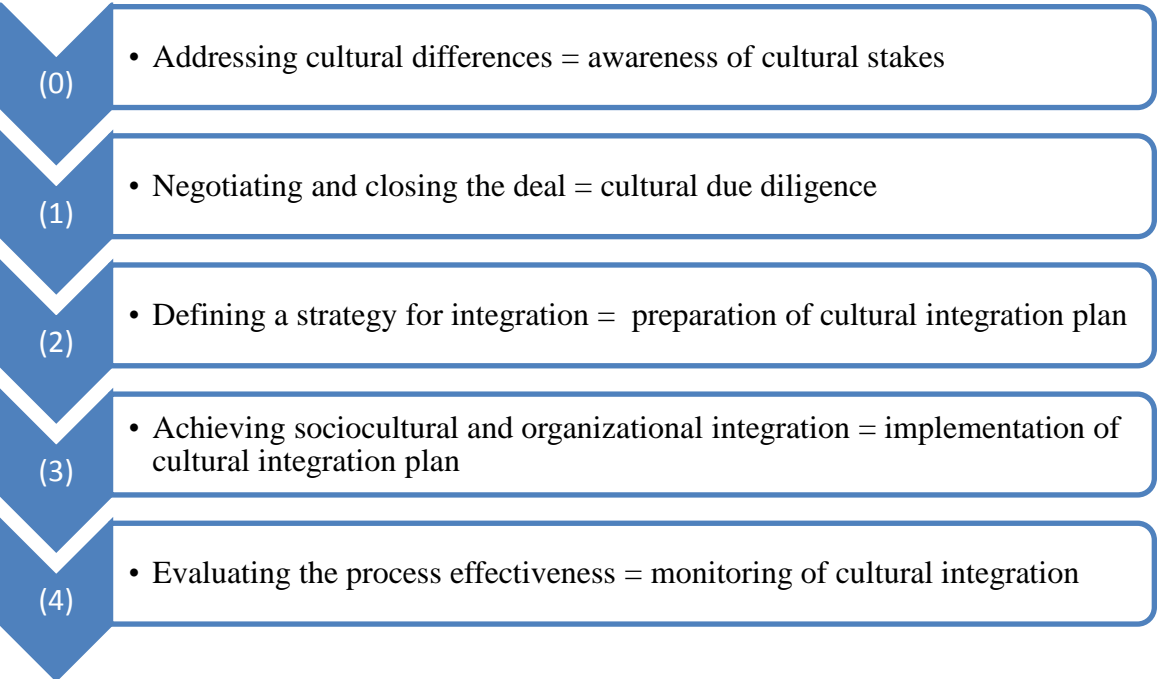 (0)
• Addressing cultural differences = awareness of cultural stakes
(1)
• Negotiating and closing the deal = cultural due diligence
(2)
• Defining a strategy for integration =  preparation of cultural integration plan
(3)
• Achieving sociocultural and organizational integration = implementation of
cultural integration plan
(4)
• Evaluating the process effectiveness = monitoring of cultural integration